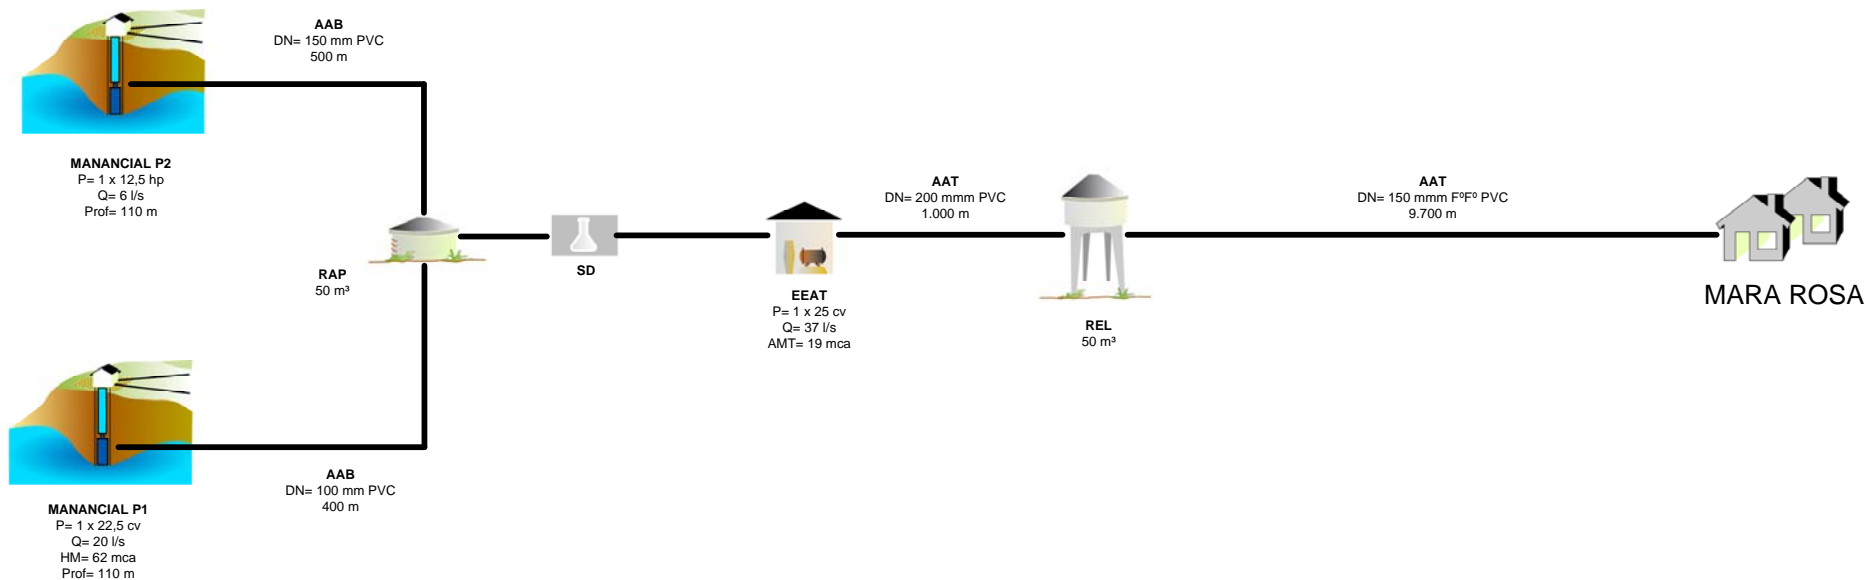 AAB
DN= 150 mm PVC
500 m
MANANCIAL P2
P= 1 x 12,5 hp
Q= 6 l/s
Prof= 110 m
RAP
50 m³
SD
EEAT
P= 1 x 25 cv
Q= 37 l/s
AMT= 19 mca
AAT
DN= 200 mmm PVC
1.000 m
REL
50 m³
AAT
DN= 150 mmm FºFº PVC
9.700 m
MARA ROSA
AAB
DN= 100 mm PVC
400 m
MANANCIAL P1
P= 1 x 22,5 cv
Q= 20 l/s
HM= 62 mca
Prof= 110 m